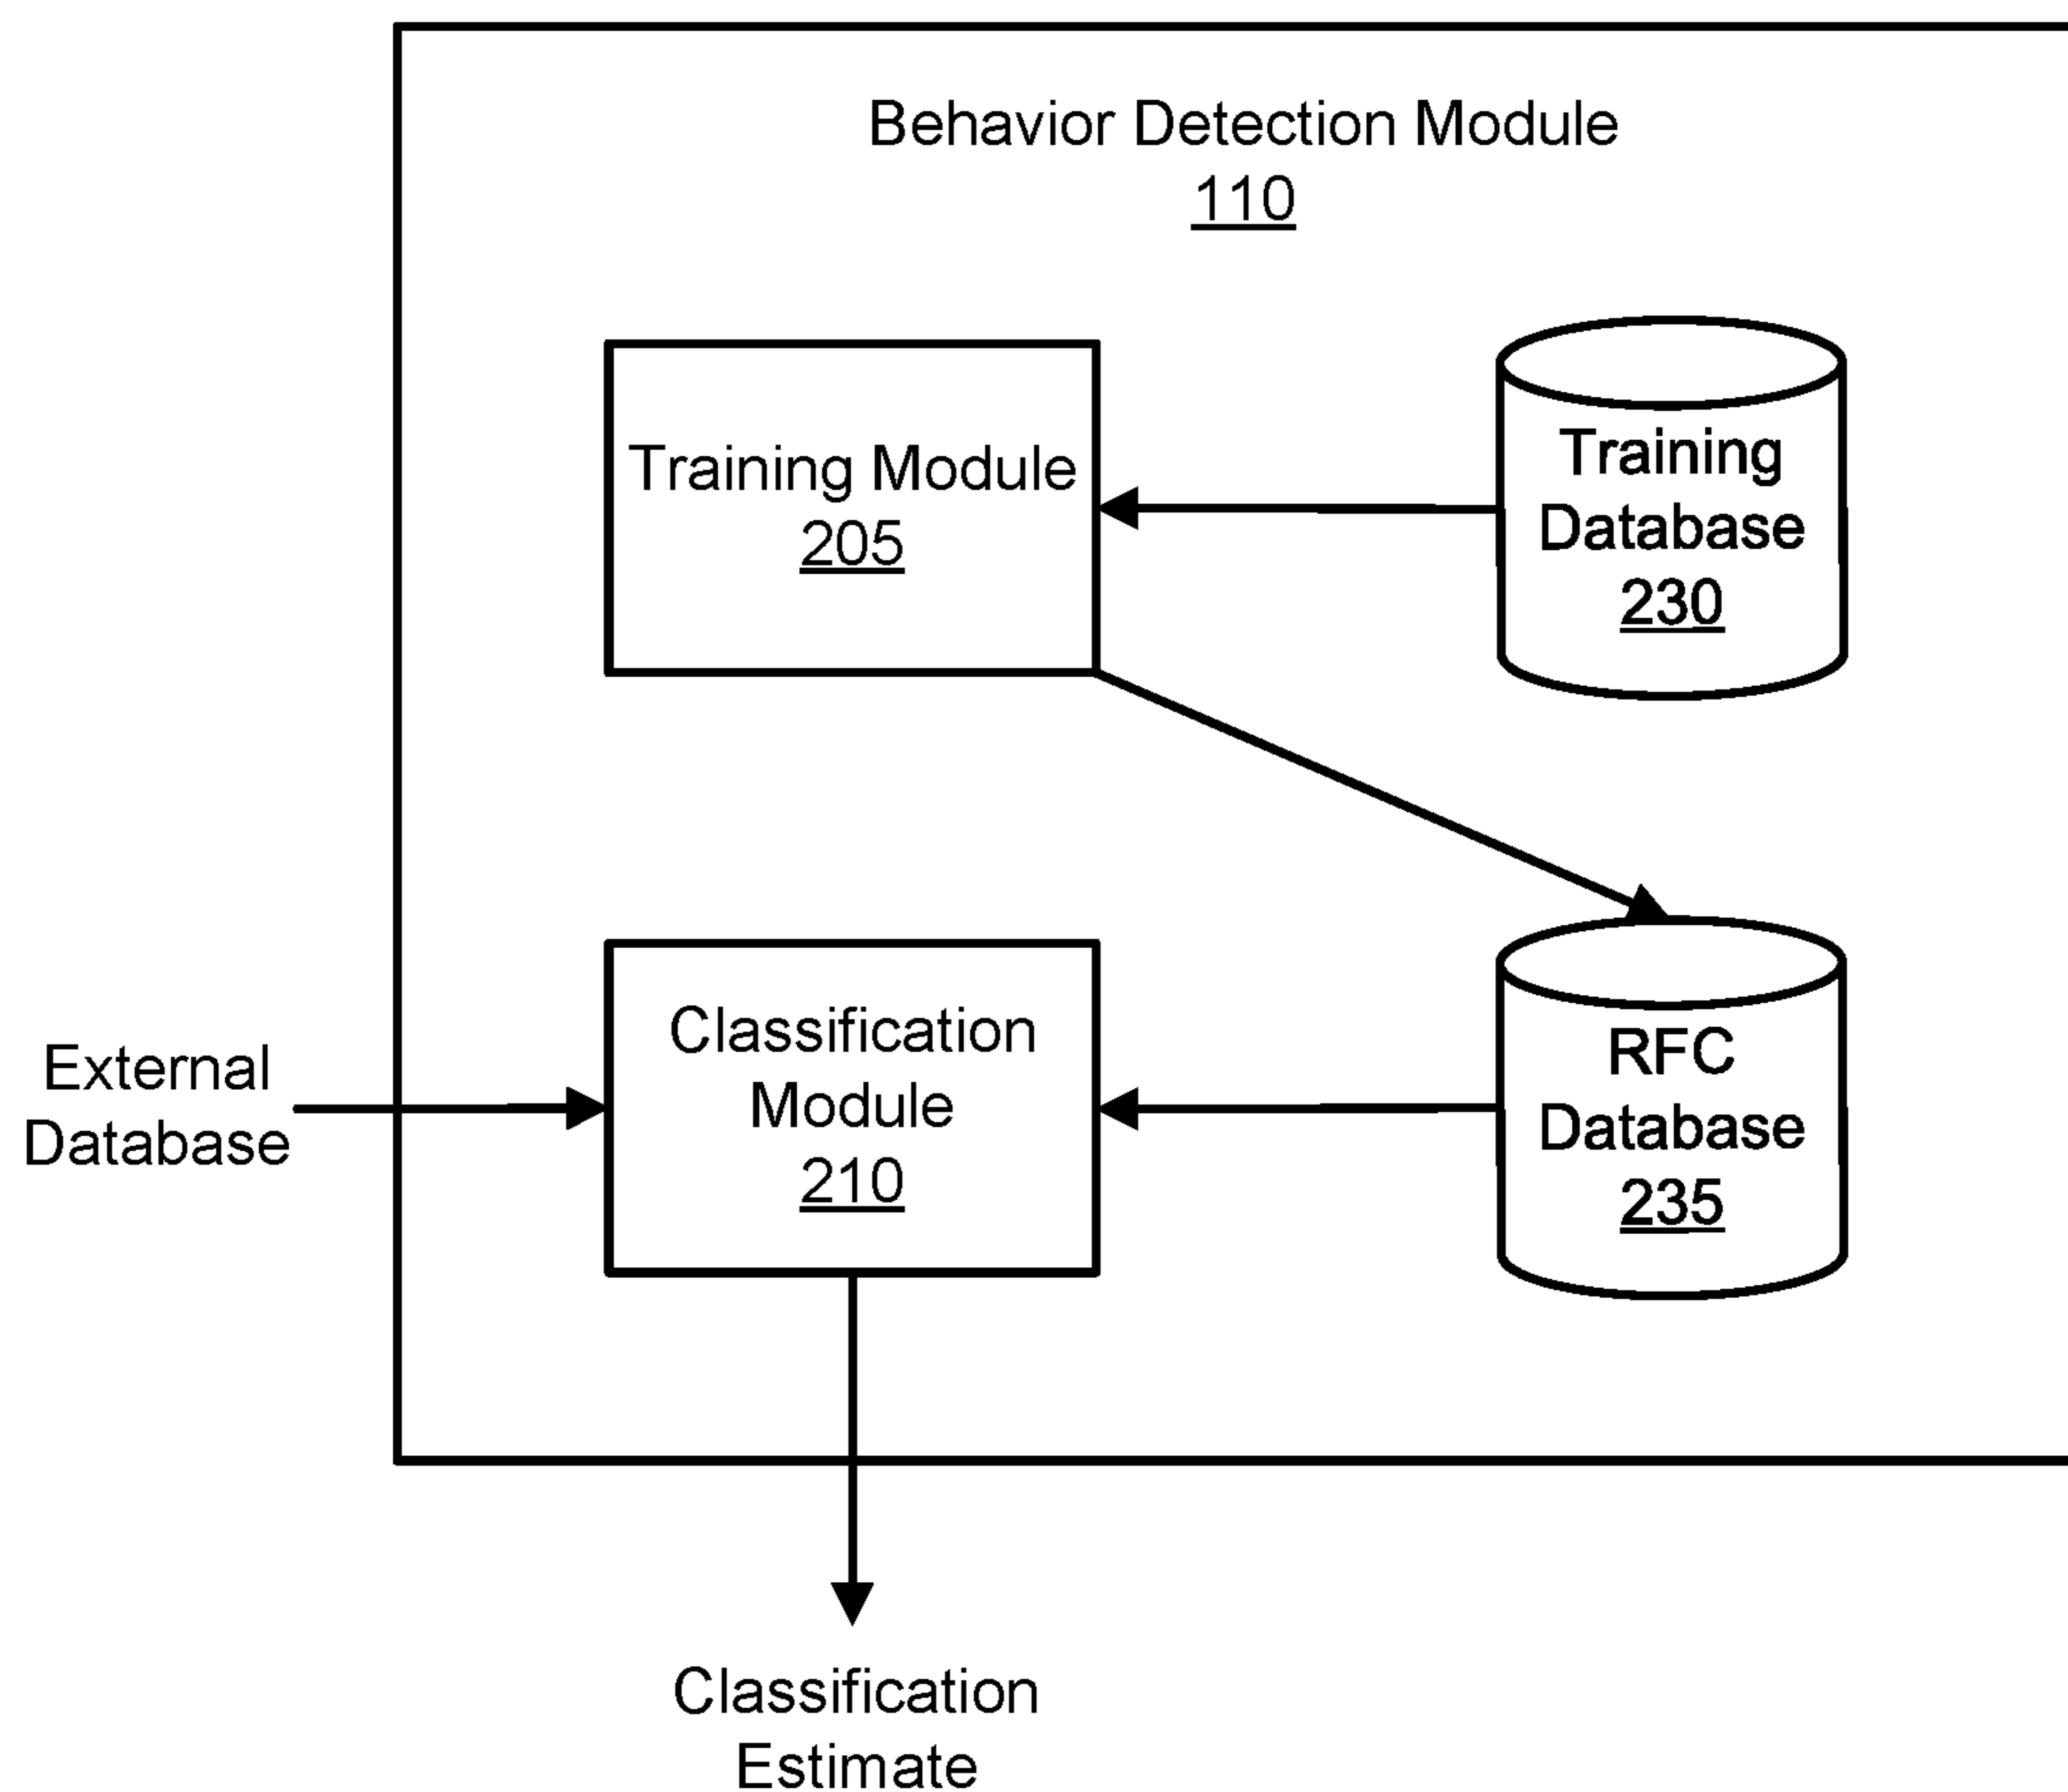 Behavior Detection Module
110
Training Module
205
Training
Database
230
External
Database
Classification
Module
210
RFC
Database
235
Classification
Estimate